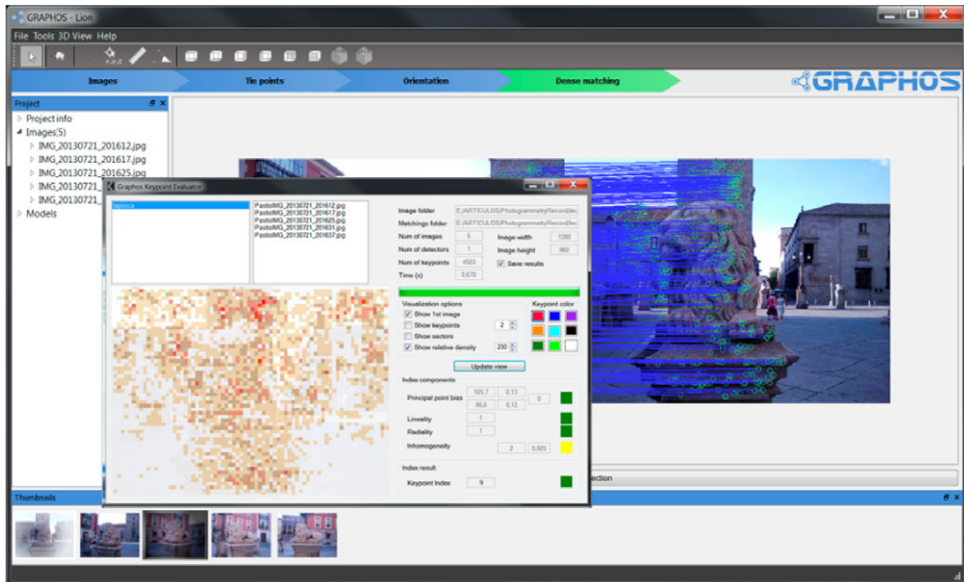 GRAPHOS - Lion
File Tools 3D View Help
Images Tie points Orientation Dense matching
GRAPHOS
Project
Project info
Images(5)
IMG_20130721_201612.jpg
IMG_20130721_201617.jpg
IMG_20130721_201625.jpg
IMG_20130721_
IMG_20130721_
Models
Graphos Keypoint Evaluator
tapioca
PastoIMG_20130721_201612.jpg
PastoIMG_20130721_201617.jpg
PastoIMG_20130721_201625.jpg
PastoIMG_20130721_201631.jpg
PastoIMG_20130721_201637.jpg
Image folder
Matchings folder
Num of images 5 Image width 1280
Num of detectors 1 Image height 960
Num of keypoints 4583 Save results
Time (s) 0.670
Visualization options Keypoint color
Show 1st image
Show keypoints 2
Show sectors
Show relative density 230
Update view
Index components
Principal point bias 105,7 0,13 0
86,8 0,12
Lineality 1
Radiality 1
Inhomogeneity 2 0,925
Index result
Keypoint Index 9
ection
Thumbnails